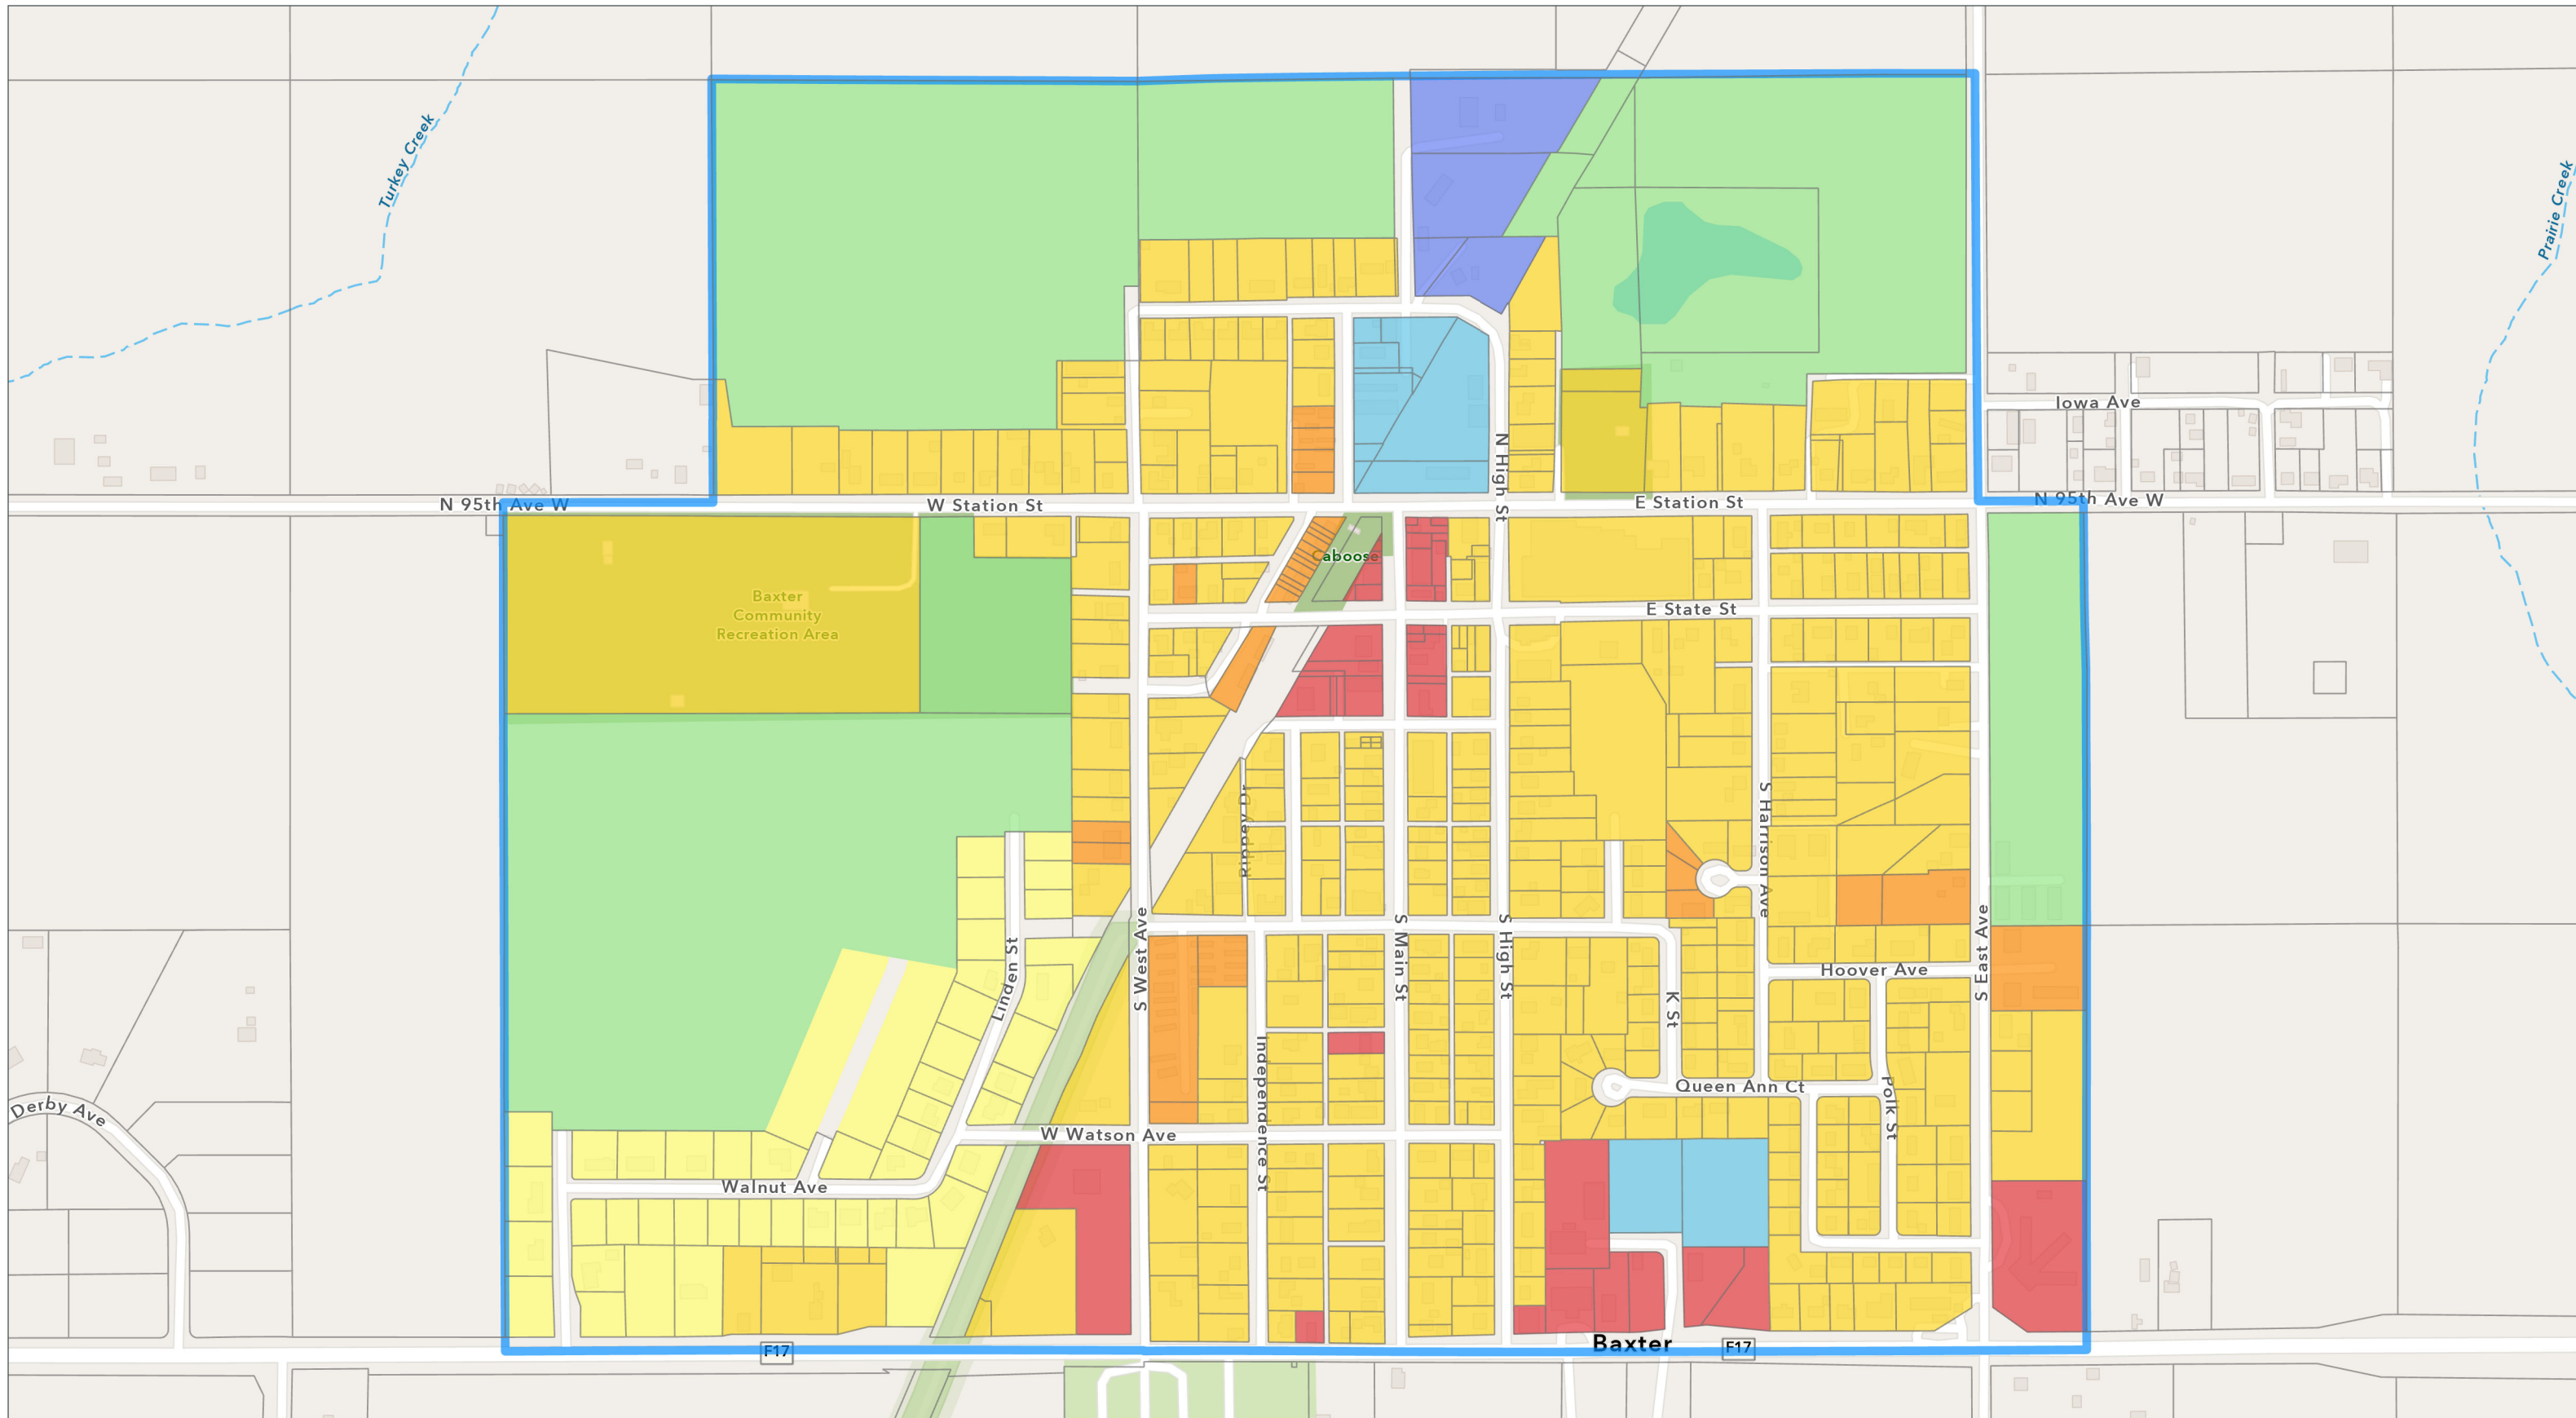 Turkey Creek
Prairie Creek
Iowa Ave
N 95th Ave W
W Station St
N High St
E Station St
N 95th Ave W
Caboose
Baxter
Community
Recreation Area
E State St
Rippey Dr
S Harrison Ave
Linden St
S West Ave
S Main St
S High St
S East Ave
Hoover Ave
K St
Derby Ave
Independence St
Queen Ann Ct
Polk St
W Watson Ave
Walnut Ave
F17
Baxter
F17